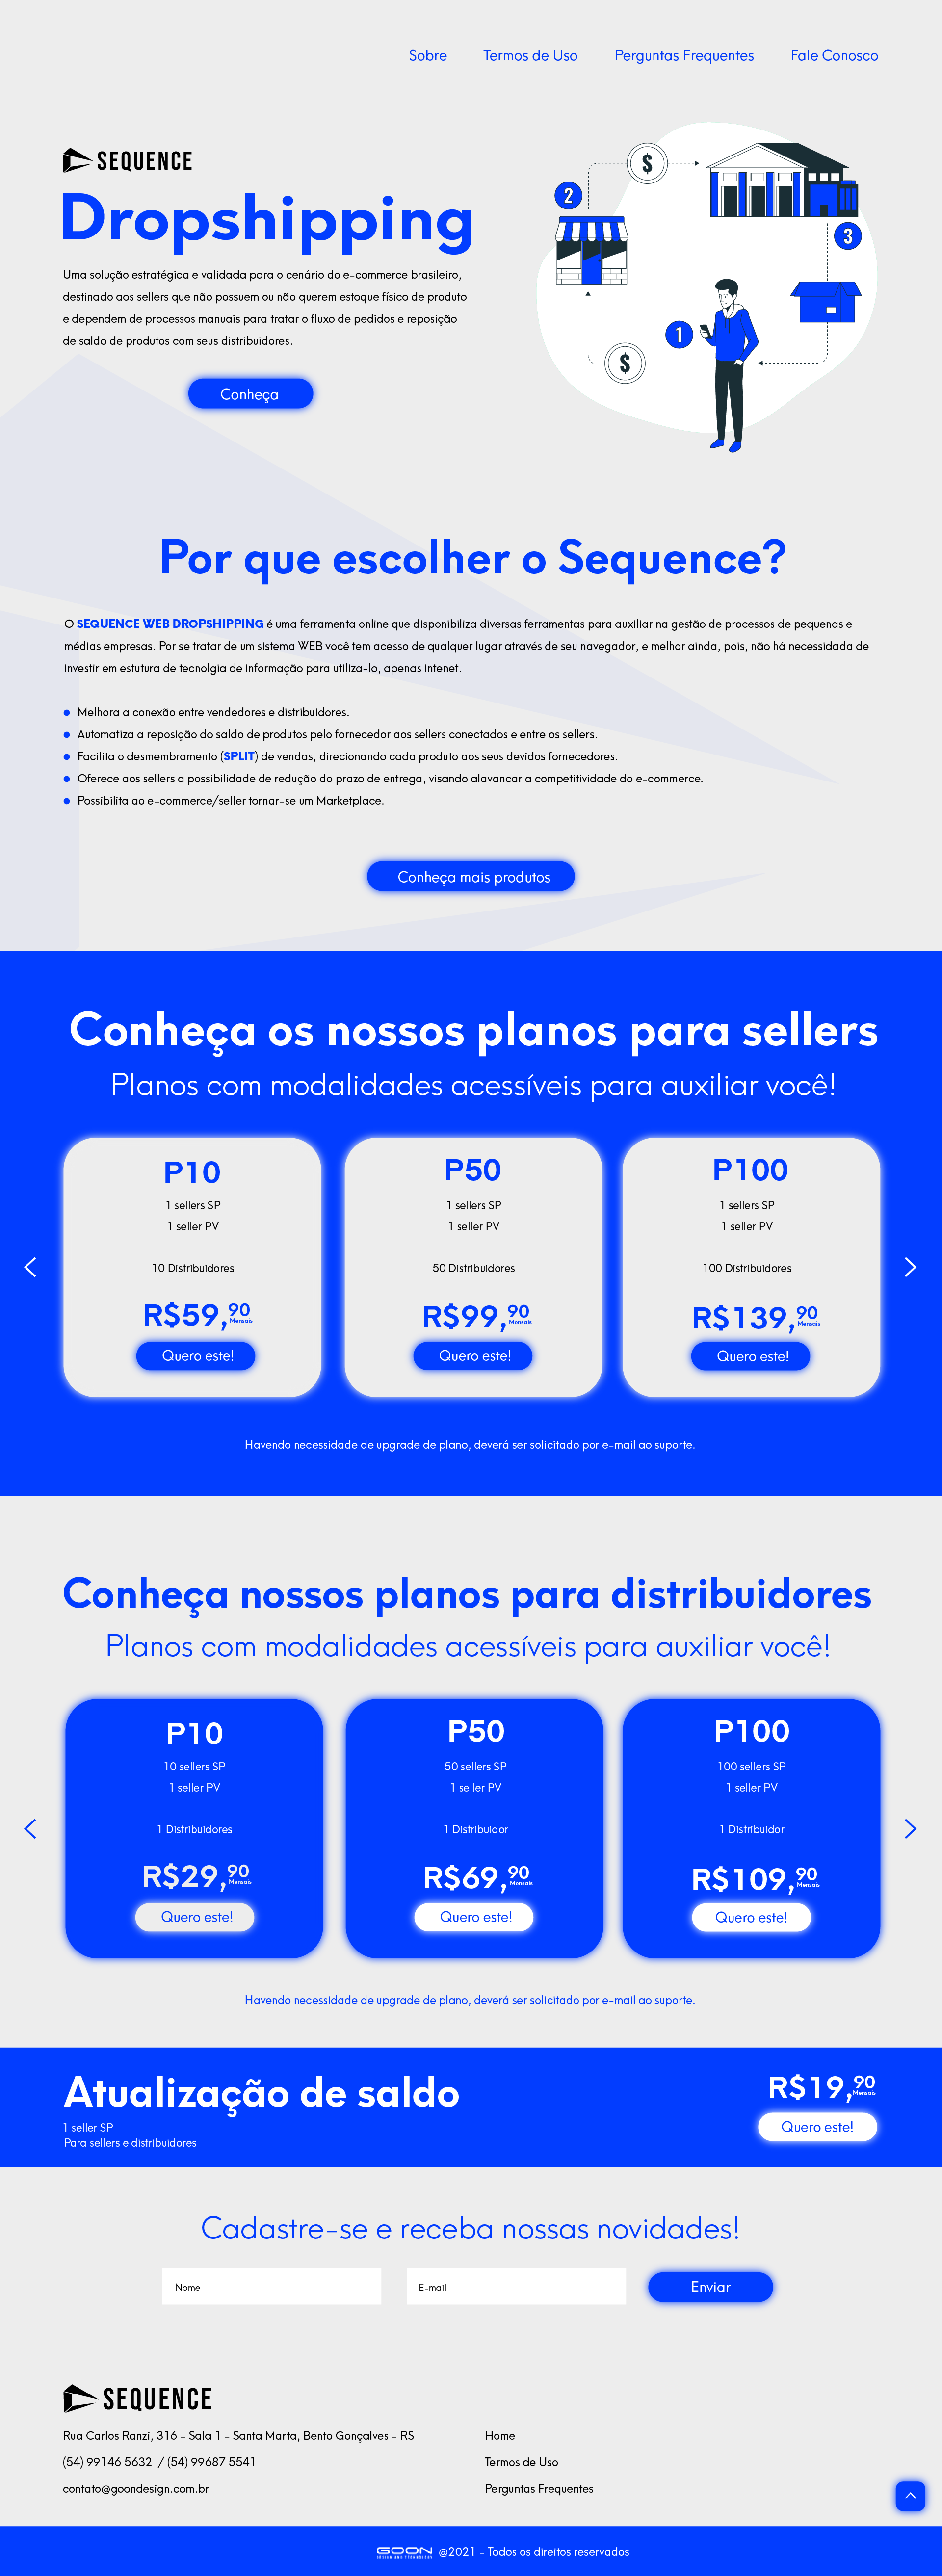 Sobre Termos de Uso Perguntas Frequentes Fale Conosco
SEQUENCE
Dropshipping
Uma solução estratégica e validada para o cenário do e-commerce brasileiro,
destinado aos sellers que não possuem ou não querem estoque físico de produto
e dependem de processos manuais para tratar o fluxo de pedidos e reposição
de saldo de produtos com seus distribuidores.
Conheça
$
2
3
1
$
Por que escolher o Sequence?
O SEQUENCE WEB DROPSHIPPING é uma ferramenta online que disponibiliza diversas ferramentas para auxiliar na gestão de processos de pequenas e
médias empresas. Por se tratar de um sistema WEB você tem acesso de qualquer lugar através de seu navegador, e melhor ainda, pois, não há necessidada de
investir em estutura de tecnolgia de informação para utiliza-lo, apenas intenet.
Melhora a conexão entre vendedores e distribuidores.
Automatiza a reposição do saldo de produtos pelo fornecedor aos sellers conectados e entre os sellers.
Facilita o desmembramento (SPLIT) de vendas, direcionando cada produto aos seus devidos fornecedores.
Oferece aos sellers a possibilidade de redução do prazo de entrega, visando alavancar a competitividade do e-commerce.
Possibilita ao e-commerce/seller tornar-se um Marketplace.
Conheça mais produtos
Conheça os nossos planos para sellers
Planos com modalidades acessíveis para auxiliar você!
P10
1 sellers SP
1 seller PV
10 Distribuidores
R$59,90
Mensais
Quero este!
P50
1 sellers SP
1 seller PV
50 Distribuidores
R$99,90
Mensais
Quero este!
P100
1 sellers SP
1 seller PV
100 Distribuidores
R$139,90
Mensais
Quero este!
Havendo necessidade de upgrade de plano, deverá ser solicitado por e-mail ao suporte.
Conheça nossos planos para distribuidores
Planos com modalidades acessíveis para auxiliar você!
P10
10 sellers SP
1 seller PV
1 Distribuidores
R$29,90
Mensais
Quero este!
P50
50 sellers SP
1 seller PV
1 Distribuidor
R$69,90
Mensais
Quero este!
P100
100 sellers SP
1 seller PV
1 Distribuidor
R$109,90
Mensais
Quero este!
Havendo necessidade de upgrade de plano, deverá ser solicitado por e-mail ao suporte.
Atualização de saldo
1 seller SP
Para sellers e distribuidores
R$19,90
Mensais
Quero este!
Cadastre-se e receba nossas novidades!
Nome
E-mail
Enviar
SEQUENCE
Rua Carlos Ranzi, 316 - Sala 1 - Santa Marta, Bento Gonçalves - RS
(54) 99146 5632 / (54) 99687 5541
contato@goondesign.com.br
Home
Termos de Uso
Perguntas Frequentes
GOON
DESIGN AND TECHNOLOGY
@2021 - Todos os direitos reservados